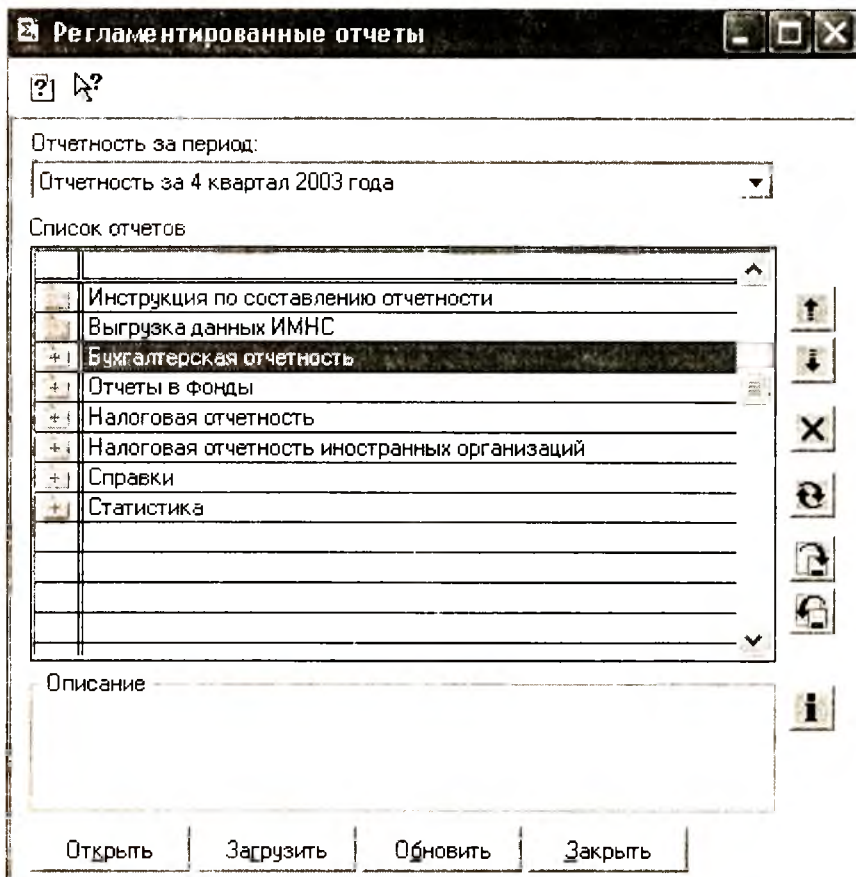 Регламентированные отчеты
Отчетность за период:
Отчетность за 4 квартал 2003 года
Список отчетов
Инструкция по составлению отчетности
Выгрузка данных ИМНС
Бухгалтерская отчетность
Отчеты в фонды
Налоговая отчетность
Налоговая отчетность иностранных организаций
Справки
Статистика
Описание
Открыть Загрузить Обновить Закрыть